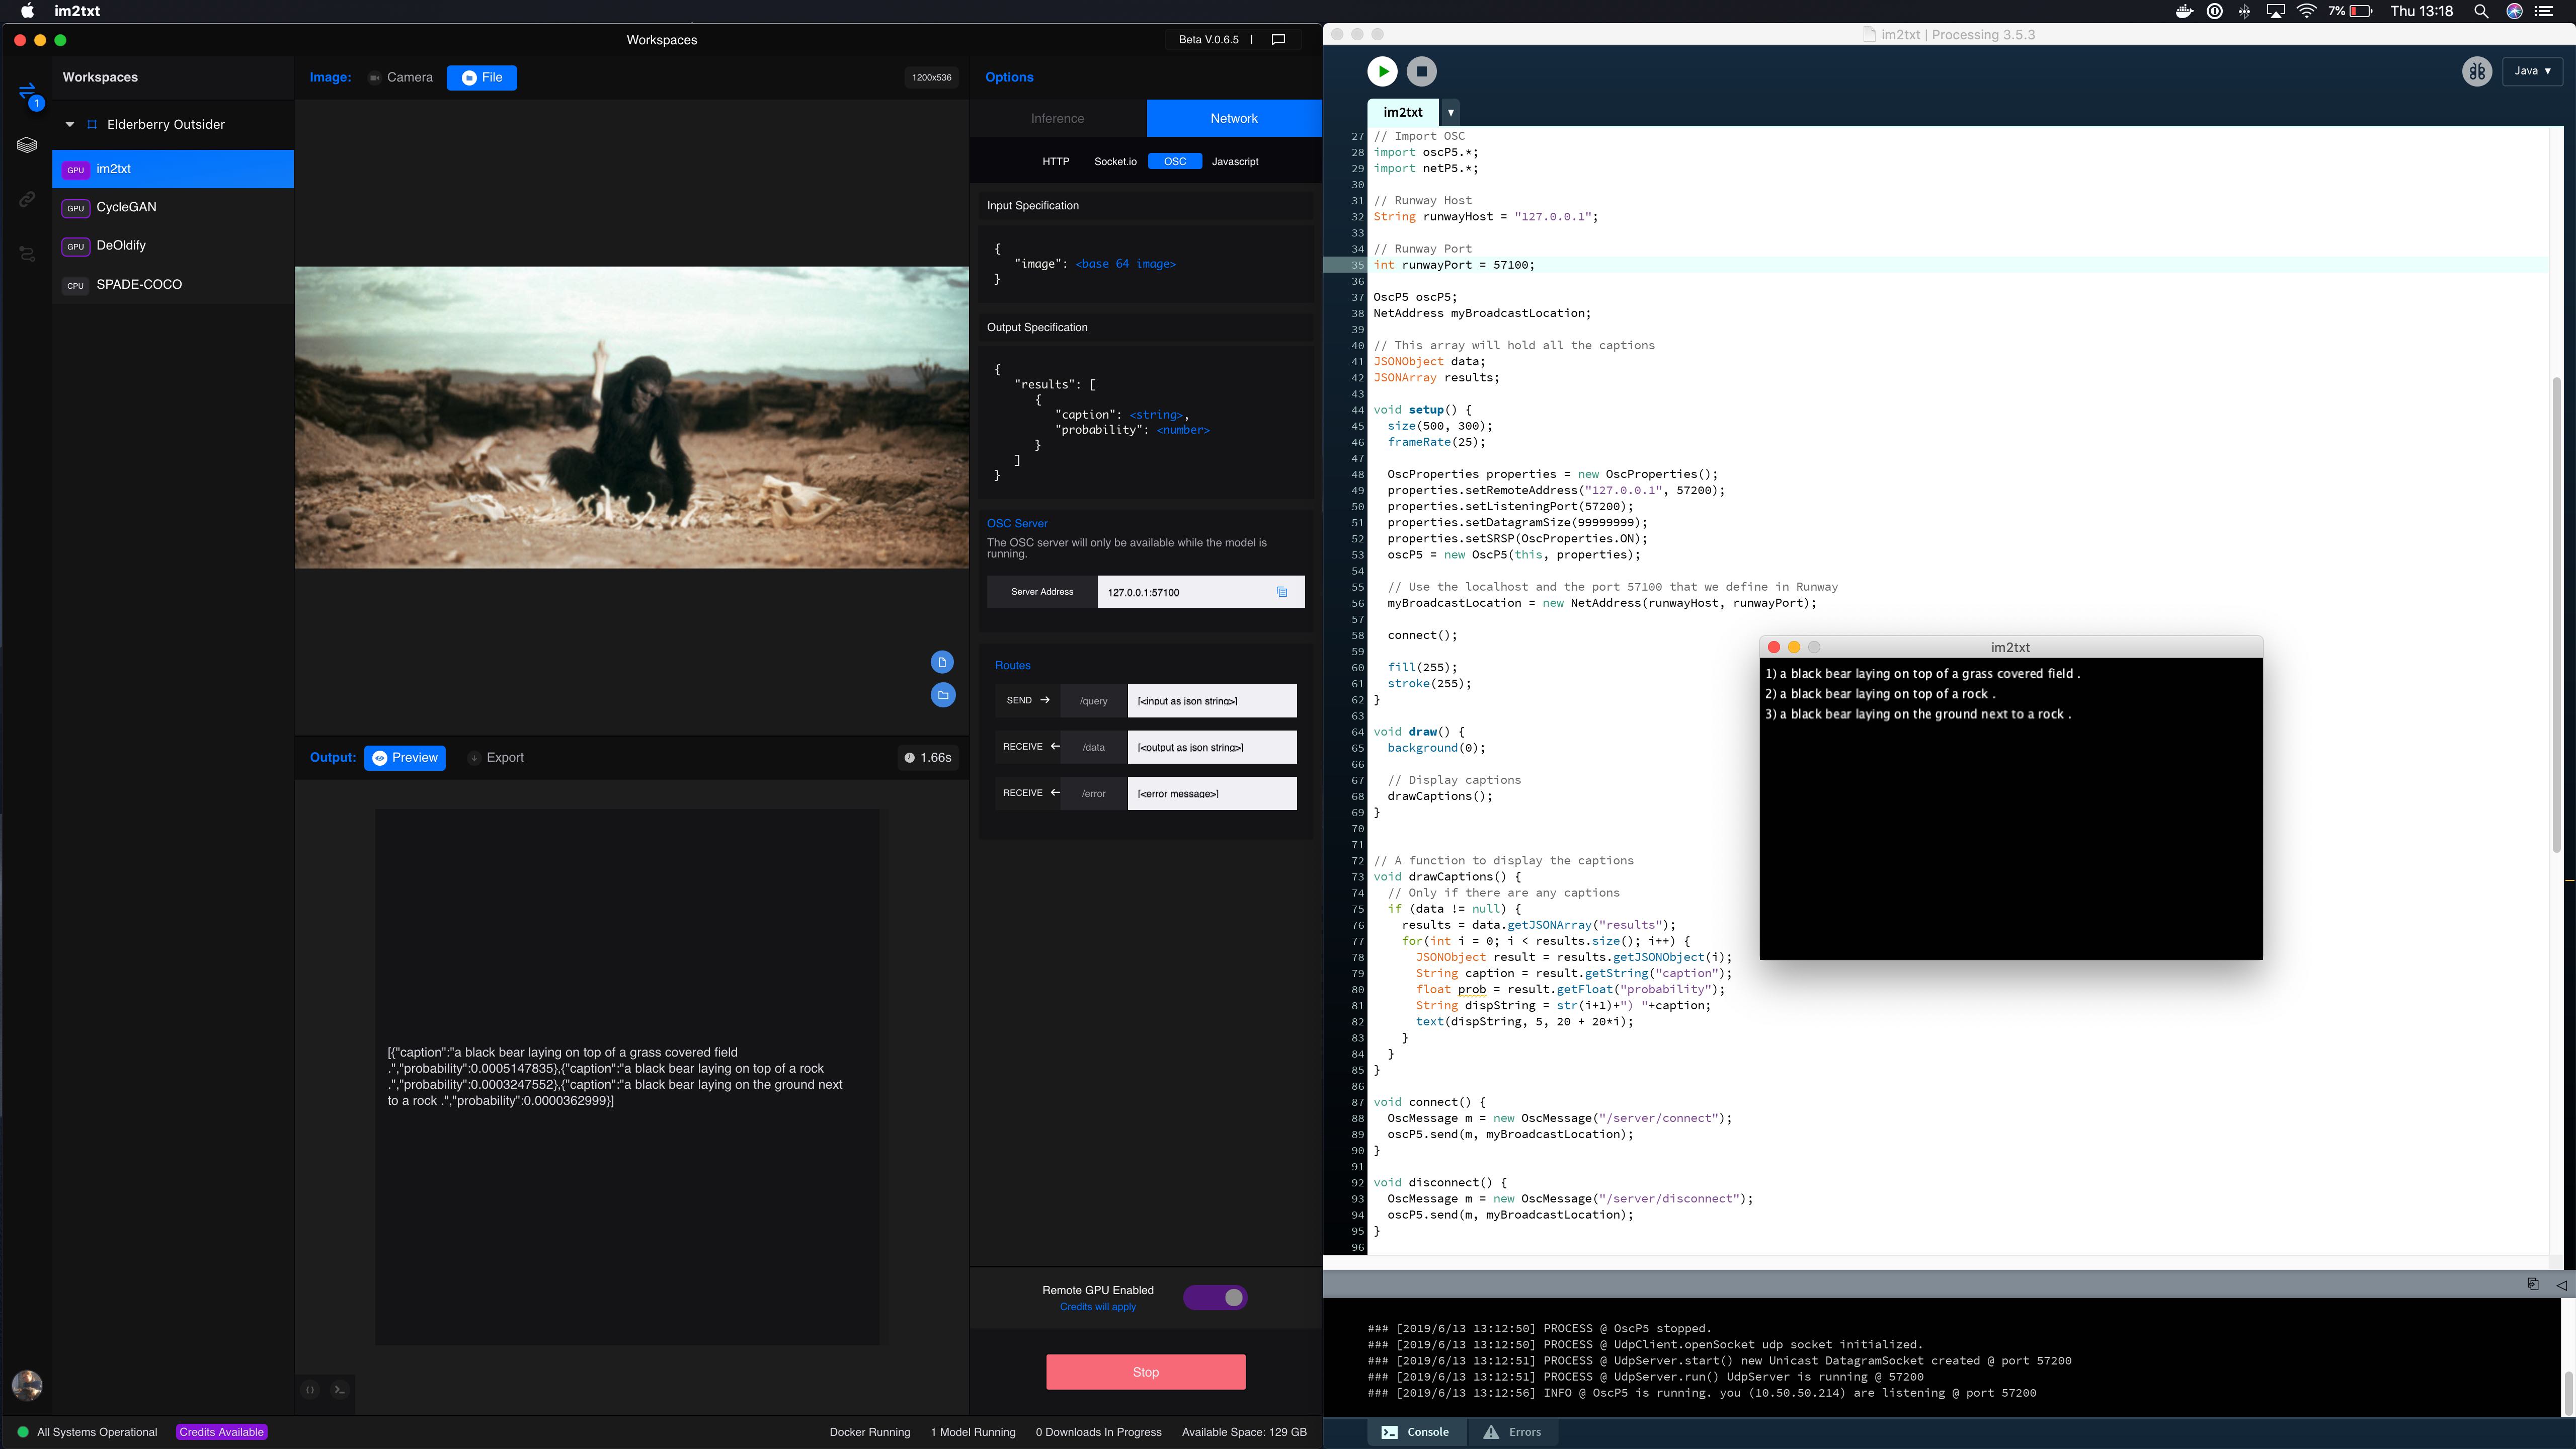 im2txt
7%
Thu 13:18
Workspaces
Beta V.0.6.5 |
Workspaces
1
Elderberry Outsider
GPU im2txt
GPU CycleGAN
GPU DeOldify
CPU SPADE-COCO
Image: Camera File
1200x536
Output: Preview Export
1.66s
[{"caption":"a black bear laying on top of a grass covered field
.","probability":0.0005147835},{"caption":"a black bear laying on top of a rock
.","probability":0.0003247552},{"caption":"a black bear laying on the ground next
to a rock .","probability":0.0000362999}]
Options
Inference Network
HTTP Socket.io OSC Javascript
Input Specification
{
"image": <base 64 image>
}
Output Specification
{
"results": [
{
"caption": <string>,
"probability": <number>
}
]
}
OSC Server
The OSC server will only be available while the model is
running.
Server Address 127.0.0.1:57100
Routes
SEND → /query [<input as json string>]
RECEIVE ← /data [<output as json string>]
RECEIVE ← /error [<error message>]
Remote GPU Enabled
Credits will apply
Stop
All Systems Operational Credits Available
Docker Running 1 Model Running 0 Downloads In Progress Available Space: 129 GB
im2txt | Processing 3.5.3
Java ▼
im2txt ▼
27 // Import OSC
28 import oscP5.*;
29 import netP5.*;
30
31 // Runway Host
32 String runwayHost = "127.0.0.1";
33
34 // Runway Port
35 int runwayPort = 57100;
36
37 OscP5 oscP5;
38 NetAddress myBroadcastLocation;
39
40 // This array will hold all the captions
41 JSONObject data;
42 JSONArray results;
43
44 void setup() {
45 size(500, 300);
46 frameRate(25);
47
48 OscProperties properties = new OscProperties();
49 properties.setRemoteAddress("127.0.0.1", 57200);
50 properties.setListeningPort(57200);
51 properties.setDatagramSize(99999999);
52 properties.setSRSP(OscProperties.ON);
53 oscP5 = new OscP5(this, properties);
54
55 // Use the localhost and the port 57100 that we define in Runway
56 myBroadcastLocation = new NetAddress(runwayHost, runwayPort);
57
58 connect();
59
60 fill(255);
61 stroke(255);
62 }
63
64 void draw() {
65 background(0);
66
67 // Display captions
68 drawCaptions();
69 }
70
71
72 // A function to display the captions
73 void drawCaptions() {
74 // Only if there are any captions
75 if (data != null) {
76 results = data.getJSONArray("results");
77 for(int i = 0; i < results.size(); i++) {
78 JSONObject result = results.getJSONObject(i);
79 String caption = result.getString("caption");
80 float prob = result.getFloat("probability");
81 String dispString = str(i+1)+") "+caption;
82 text(dispString, 5, 20 + 20*i);
83 }
84 }
85 }
86
87 void connect() {
88 OscMessage m = new OscMessage("/server/connect");
89 oscP5.send(m, myBroadcastLocation);
90 }
91
92 void disconnect() {
93 OscMessage m = new OscMessage("/server/disconnect");
94 oscP5.send(m, myBroadcastLocation);
95 }
96
im2txt
1) a black bear laying on top of a grass covered field .
2) a black bear laying on top of a rock .
3) a black bear laying on the ground next to a rock .
### [2019/6/13 13:12:50] PROCESS @ OscP5 stopped.
### [2019/6/13 13:12:50] PROCESS @ UdpClient.openSocket udp socket initialized.
### [2019/6/13 13:12:51] PROCESS @ UdpServer.start() new Unicast DatagramSocket created @ port 57200
### [2019/6/13 13:12:51] PROCESS @ UdpServer.run() UdpServer is running @ 57200
### [2019/6/13 13:12:56] INFO @ OscP5 is running. you (10.50.50.214) are listening @ port 57200
Console Errors